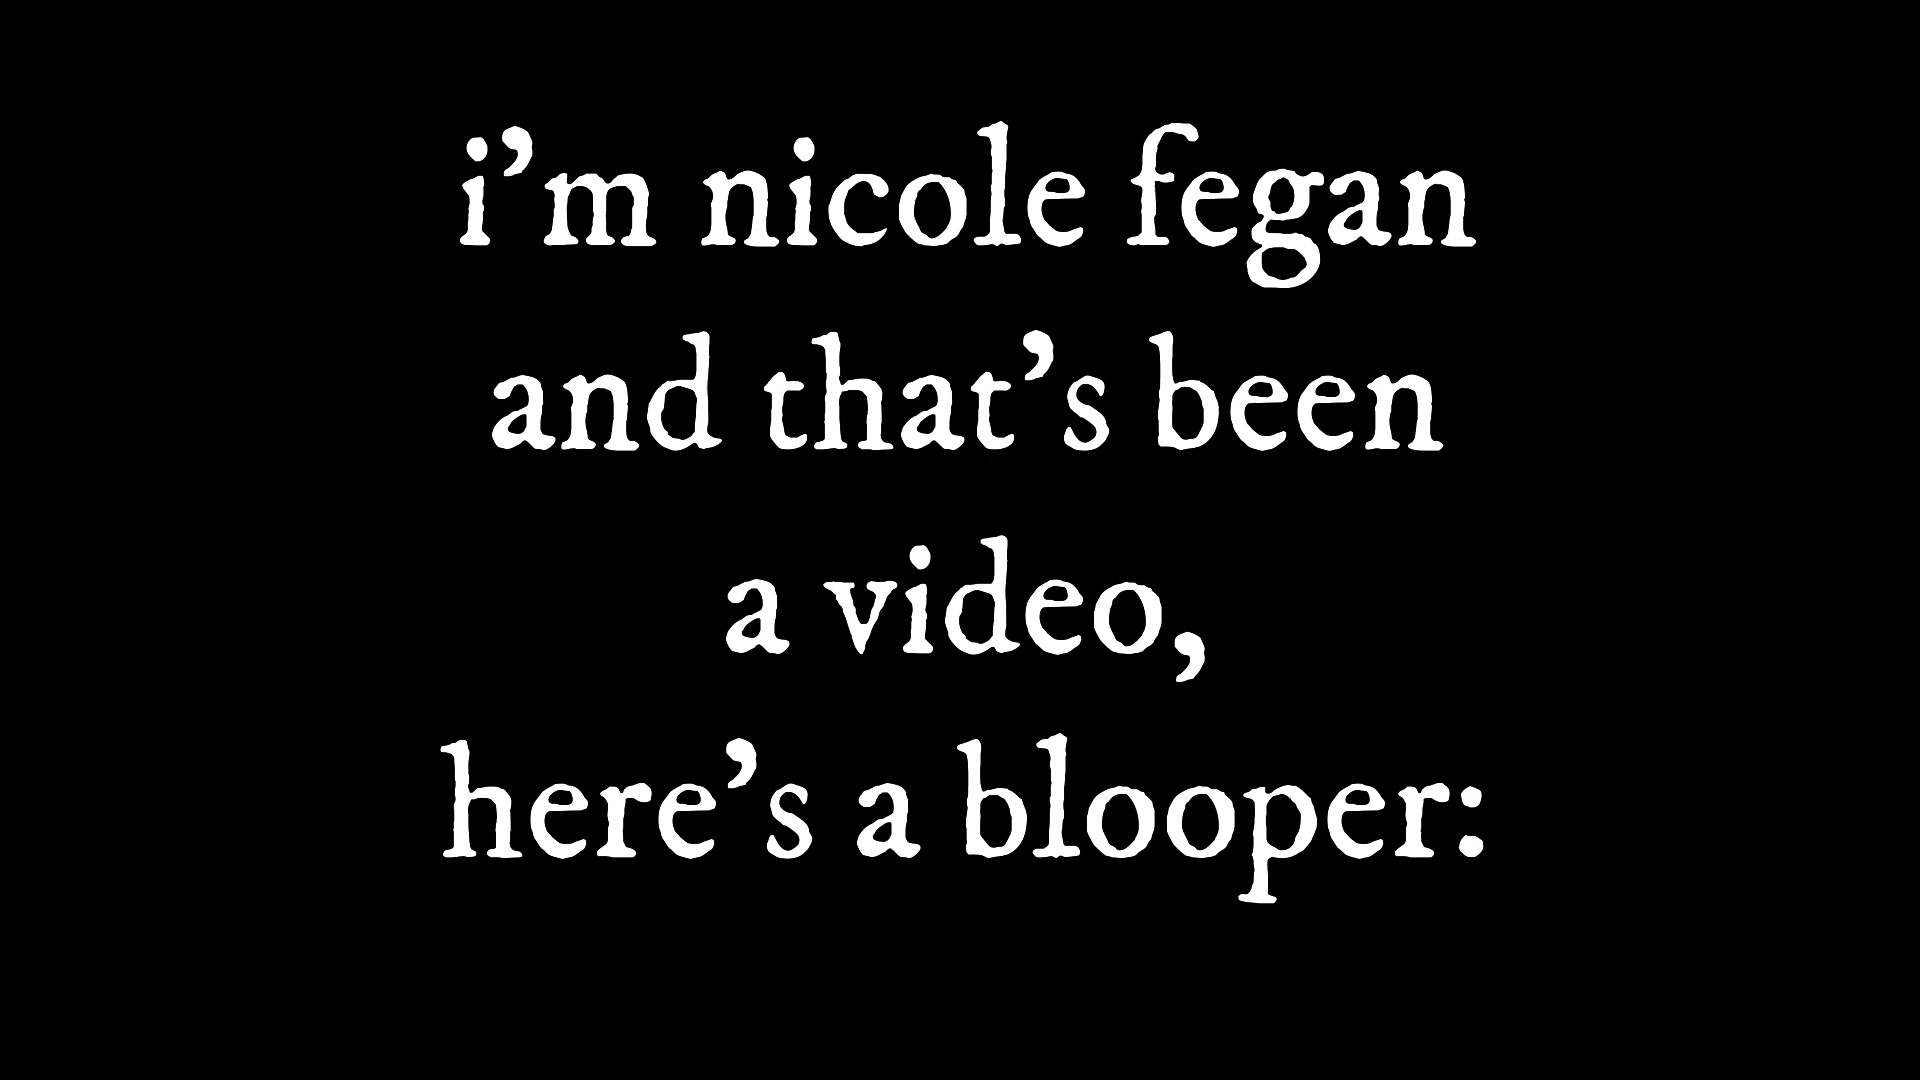 i’m nicole fegan
and that’s been
a video,
here’s a blooper: